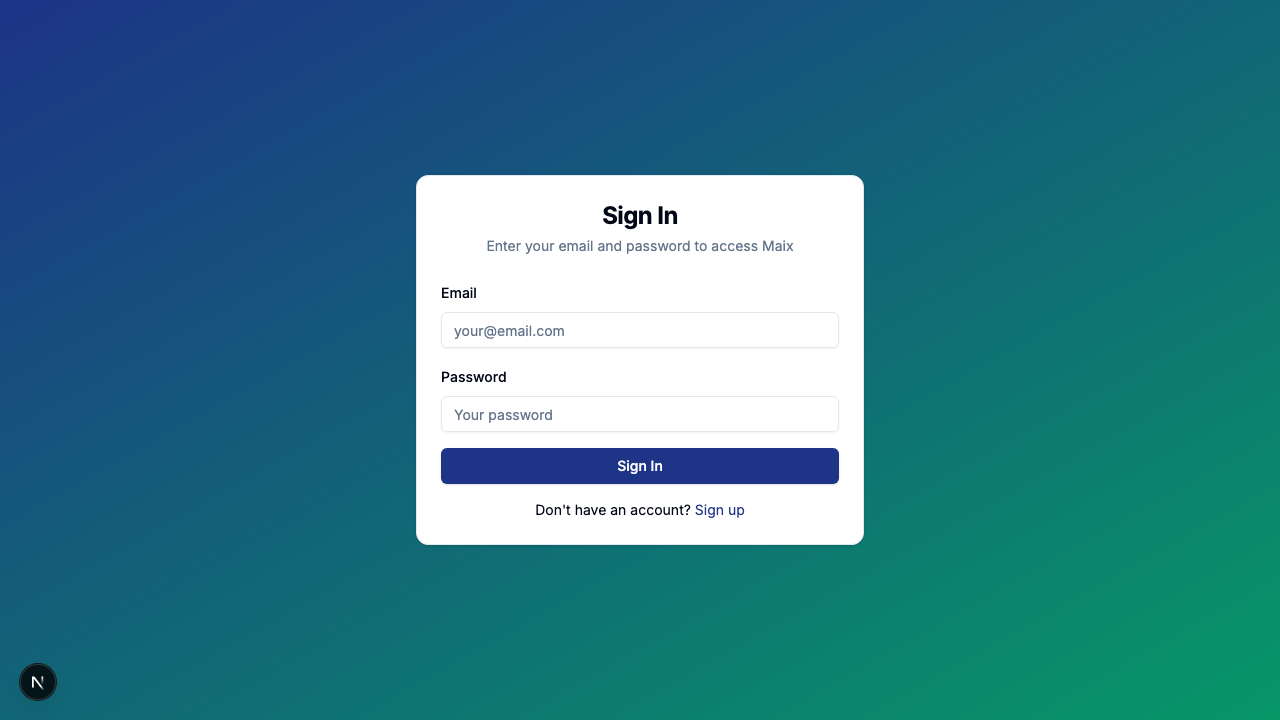 Sign In
Enter your email and password to access Maix
Email
your@email.com
Password
Your password
Sign In
Don't have an account? Sign up
N